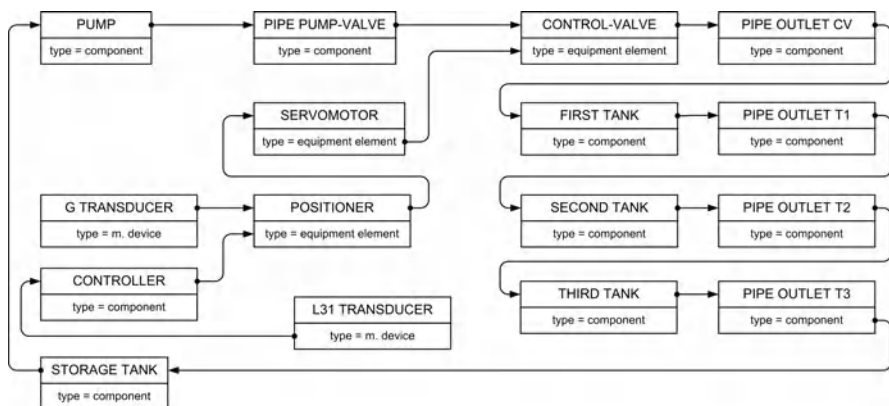 PUMP
type = component
PIPE PUMP-VALVE
type = component
CONTROL-VALVE
type = equipment element
PIPE OUTLET CV
type = component
SERVOMOTOR
type = equipment element
FIRST TANK
type = component
PIPE OUTLET T1
type = component
G TRANSDUCER
type = m. device
POSITIONER
type = equipment element
SECOND TANK
type = component
PIPE OUTLET T2
type = component
CONTROLLER
type = component
L31 TRANSDUCER
type = m. device
THIRD TANK
type = component
PIPE OUTLET T3
type = component
STORAGE TANK
type = component